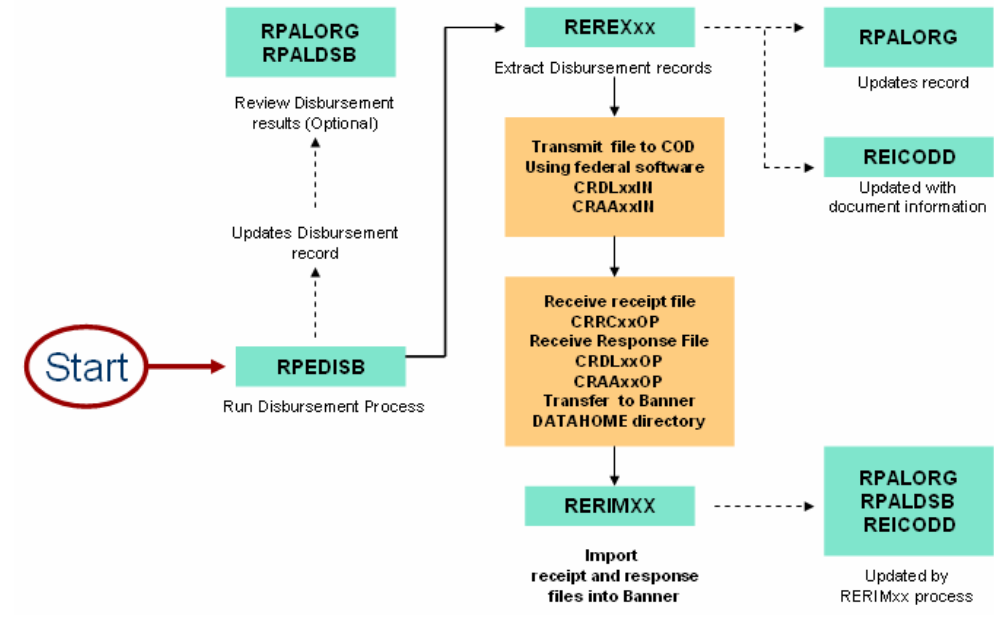 RPALORG
RPALDSB
Review Disbursement
results (Optional)
Updates Disbursement
record
Start
RPEDISB
Run Disbursement Process
REREXxx
Extract Disbursement records
Transmit file to COD
Using federal software
CRDLxxIN
CRAAxxIN
Receive receipt file
CRRCxxOP
Receive Response File
CRDLxxOP
CRAAxxOP
Transfer to Banner
DATAHOME directory
RERIMXX
Import
receipt and response
files into Banner
RPALORG
Updates record
REICODD
Updated with
document information
RPALORG
RPALDSB
REICODD
Updated by
RERIMxx process